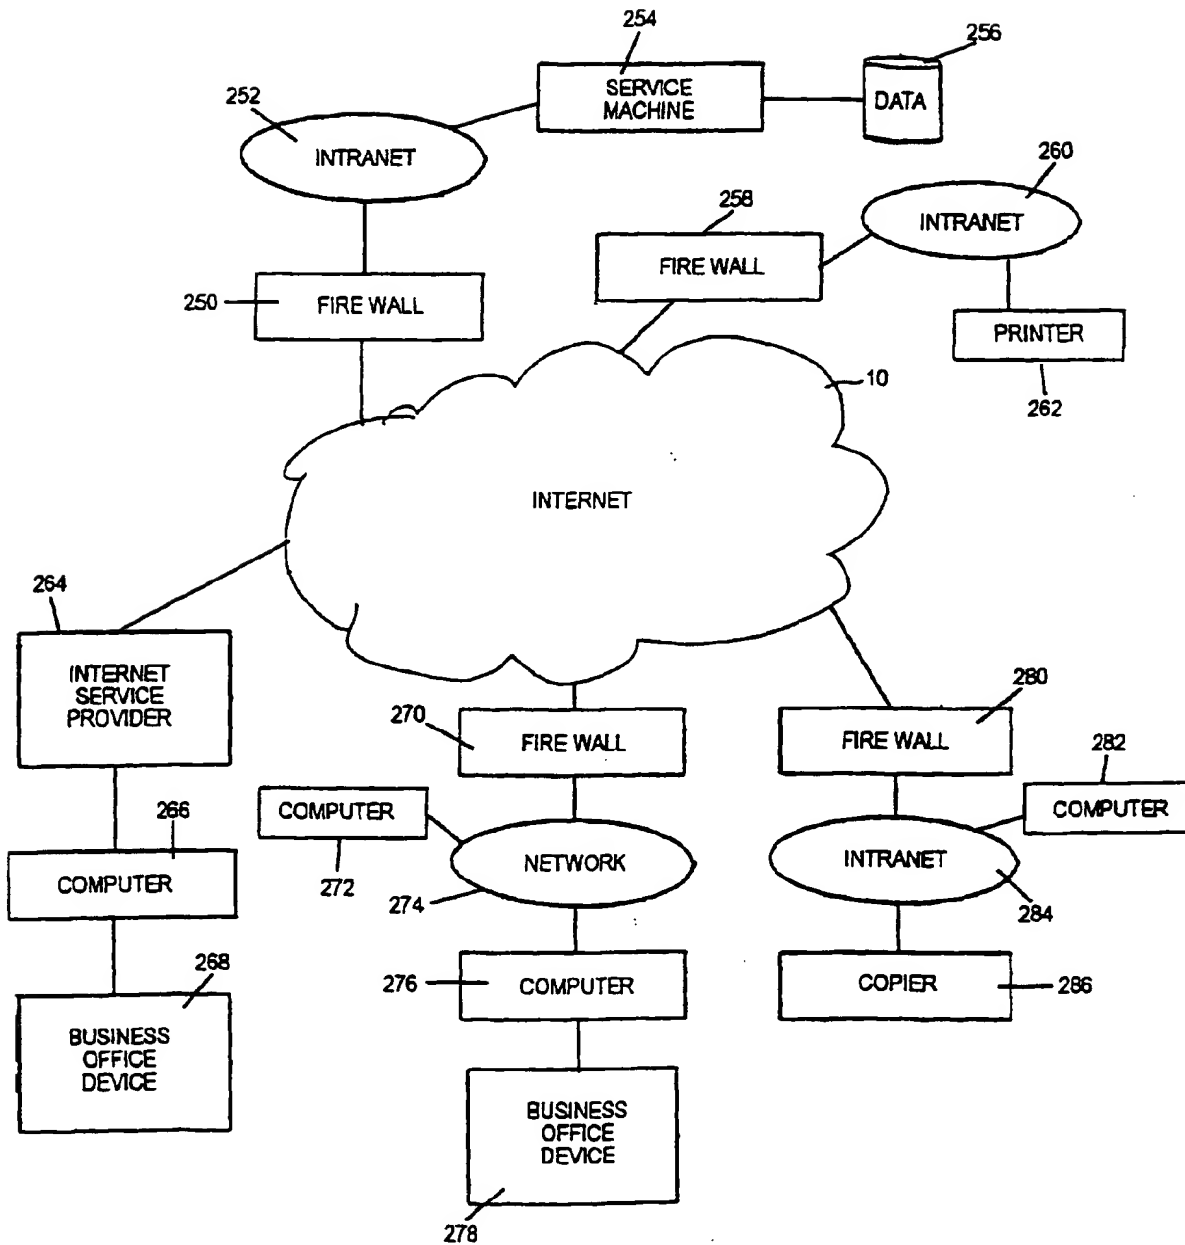 254
256
SERVICE
MACHINE
DATA
252
INTRANET
260
INTRANET
258
FIRE WALL
250
FIRE WALL
PRINTER
262
10
INTERNET
264
INTERNET
SERVICE
PROVIDER
270
FIRE WALL
280
FIRE WALL
282
COMPUTER
266
COMPUTER
272
COMPUTER
NETWORK
274
INTRANET
284
268
BUSINESS
OFFICE
DEVICE
276
COMPUTER
COPIER
286
BUSINESS
OFFICE
DEVICE
278